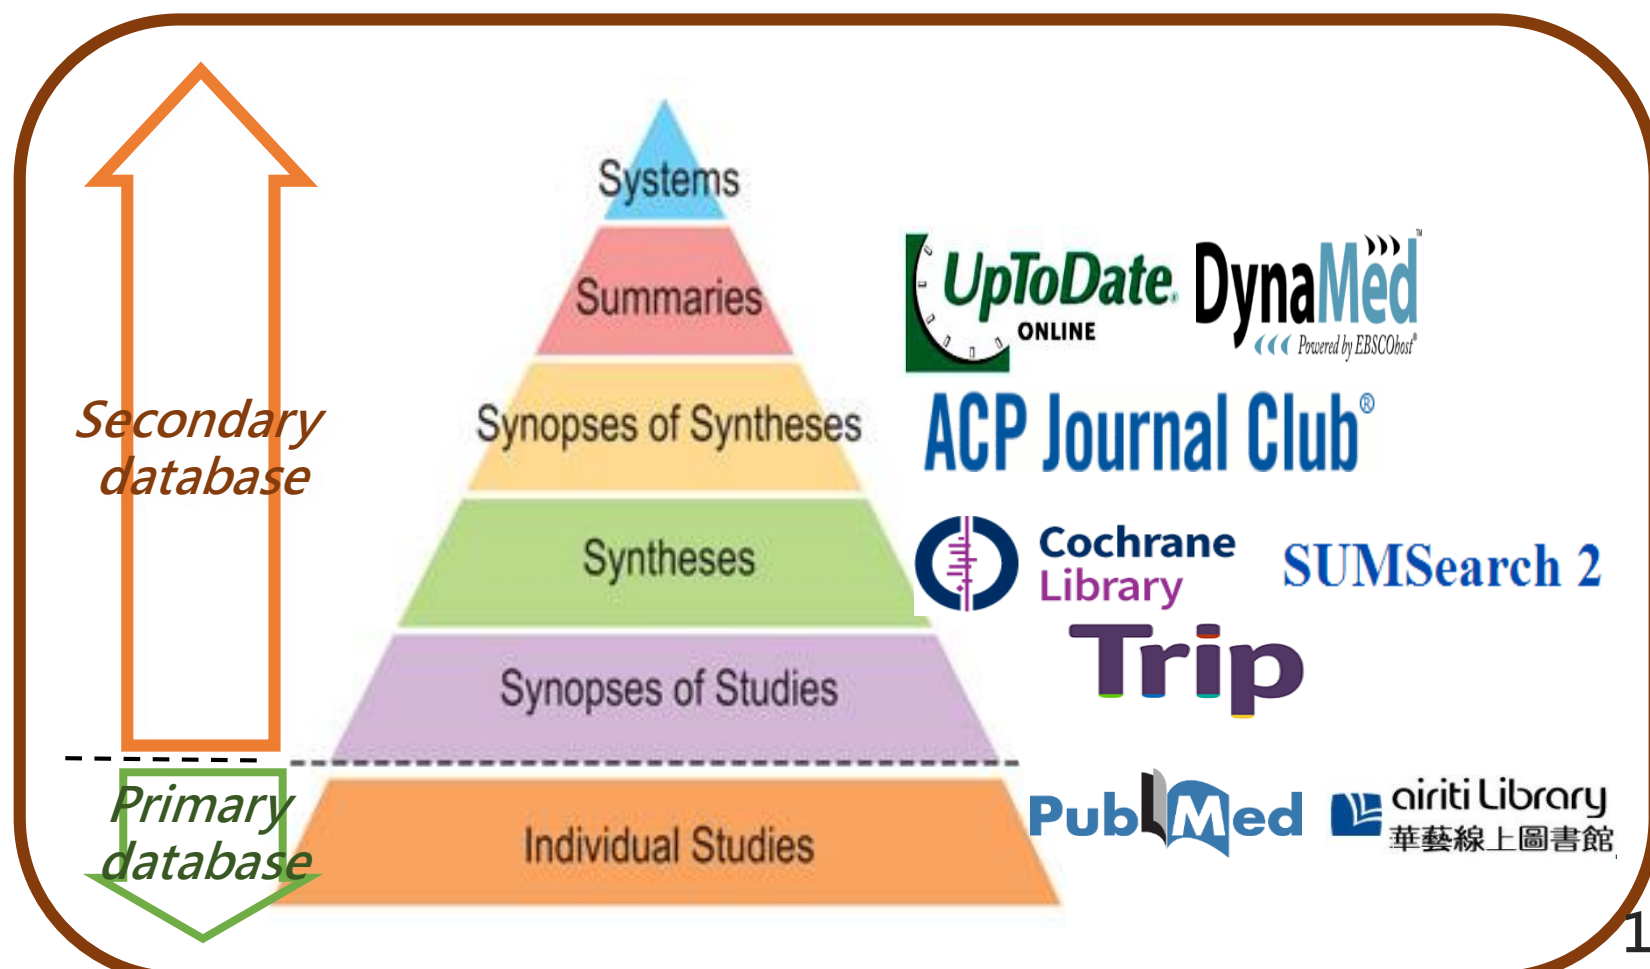 Systems
Summaries
UpToDate®
ONLINE
DynaMed™
Powered by EBSCOhost®
Secondary
database
Synopses of Syntheses
ACP Journal Club®
Syntheses
Cochrane
Library
SUMSearch 2
Synopses of Studies
Trip
Primary
database
Individual Studies
PubMed
airiti Library
華藝線上圖書館
1